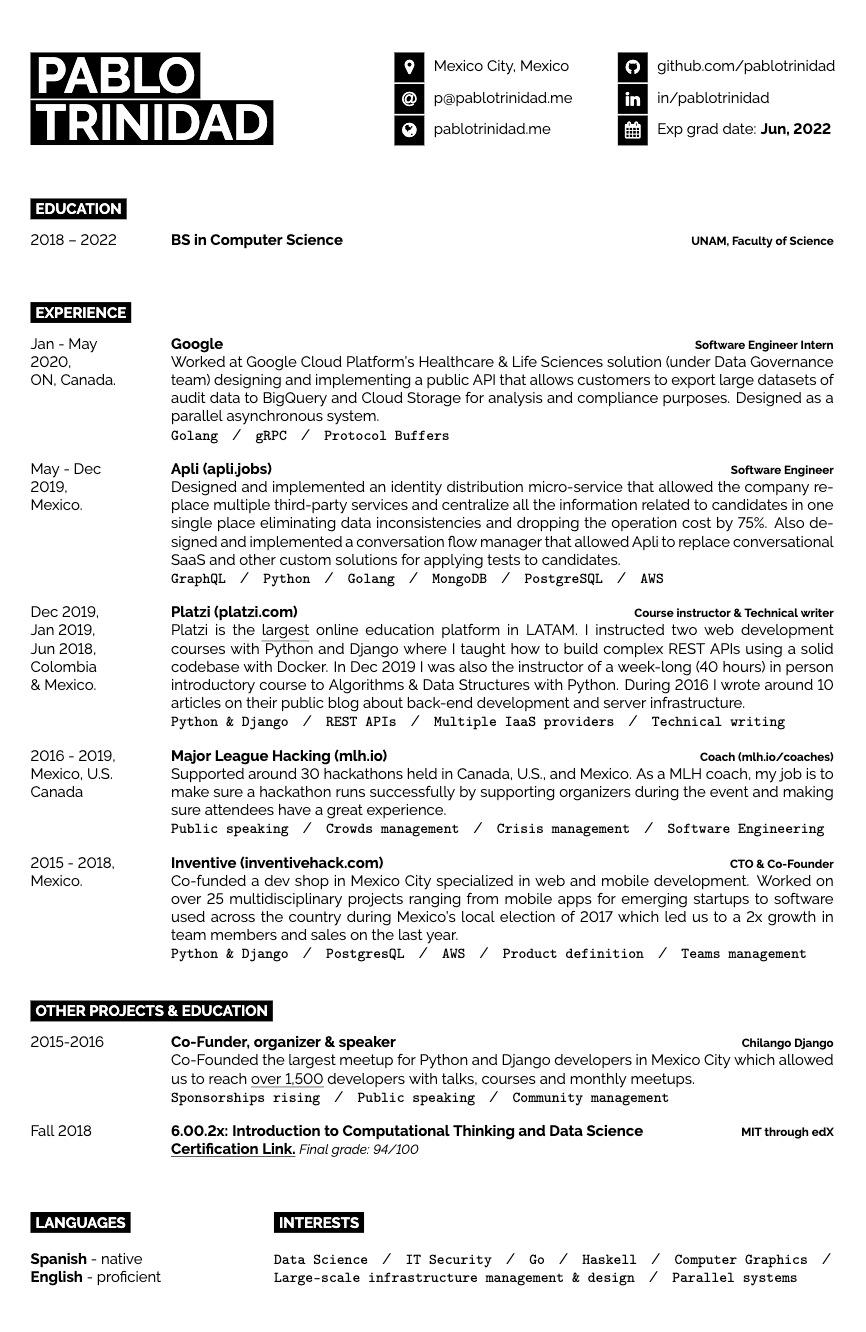 PABLO
TRINIDAD
Mexico City, Mexico
p@pablotrinidad.me
pablotrinidad.me
github.com/pablotrinidad
in/pablotrinidad
Exp grad date: Jun, 2022
EDUCATION
2018 – 2022 BS in Computer Science UNAM, Faculty of Science
EXPERIENCE
Jan - May
2020,
ON, Canada.
Google Software Engineer Intern
Worked at Google Cloud Platform's Healthcare & Life Sciences solution (under Data Governance
team) designing and implementing a public API that allows customers to export large datasets of
audit data to BigQuery and Cloud Storage for analysis and compliance purposes. Designed as a
parallel asynchronous system.
Golang / gRPC / Protocol Buffers
May - Dec
2019,
Mexico.
Apli (apli.jobs) Software Engineer
Designed and implemented an identity distribution micro-service that allowed the company re-
place multiple third-party services and centralize all the information related to candidates in one
single place eliminating data inconsistencies and dropping the operation cost by 75%. Also de-
signed and implemented a conversation flow manager that allowed Apli to replace conversational
SaaS and other custom solutions for applying tests to candidates.
GraphQL / Python / Golang / MongoDB / PostgreSQL / AWS
Dec 2019,
Jan 2019,
Jun 2018,
Colombia
& Mexico.
Platzi (platzi.com) Course instructor & Technical writer
Platzi is the largest online education platform in LATAM. I instructed two web development
courses with Python and Django where I taught how to build complex REST APIs using a solid
codebase with Docker. In Dec 2019 I was also the instructor of a week-long (40 hours) in person
introductory course to Algorithms & Data Structures with Python. During 2016 I wrote around 10
articles on their public blog about back-end development and server infrastructure.
Python & Django / REST APIs / Multiple IaaS providers / Technical writing
2016 - 2019,
Mexico, U.S.
Canada
Major League Hacking (mlh.io) Coach (mlh.io/coaches)
Supported around 30 hackathons held in Canada, U.S., and Mexico. As a MLH coach, my job is to
make sure a hackathon runs successfully by supporting organizers during the event and making
sure attendees have a great experience.
Public speaking / Crowds management / Crisis management / Software Engineering
2015 - 2018,
Mexico.
Inventive (inventivehack.com) CTO & Co-Founder
Co-funded a dev shop in Mexico City specialized in web and mobile development. Worked on
over 25 multidisciplinary projects ranging from mobile apps for emerging startups to software
used across the country during Mexico's local election of 2017 which led us to a 2x growth in
team members and sales on the last year.
Python & Django / PostgresQL / AWS / Product definition / Teams management
OTHER PROJECTS & EDUCATION
2015-2016 Co-Funder, organizer & speaker Chilango Django
Co-Founded the largest meetup for Python and Django developers in Mexico City which allowed
us to reach over 1,500 developers with talks, courses and monthly meetups.
Sponsorships rising / Public speaking / Community management
Fall 2018 6.00.2x: Introduction to Computational Thinking and Data Science MIT through edX
Certification Link. Final grade: 94/100
LANGUAGES
Spanish - native
English - proficient
INTERESTS
Data Science / IT Security / Go / Haskell / Computer Graphics /
Large-scale infrastructure management & design / Parallel systems